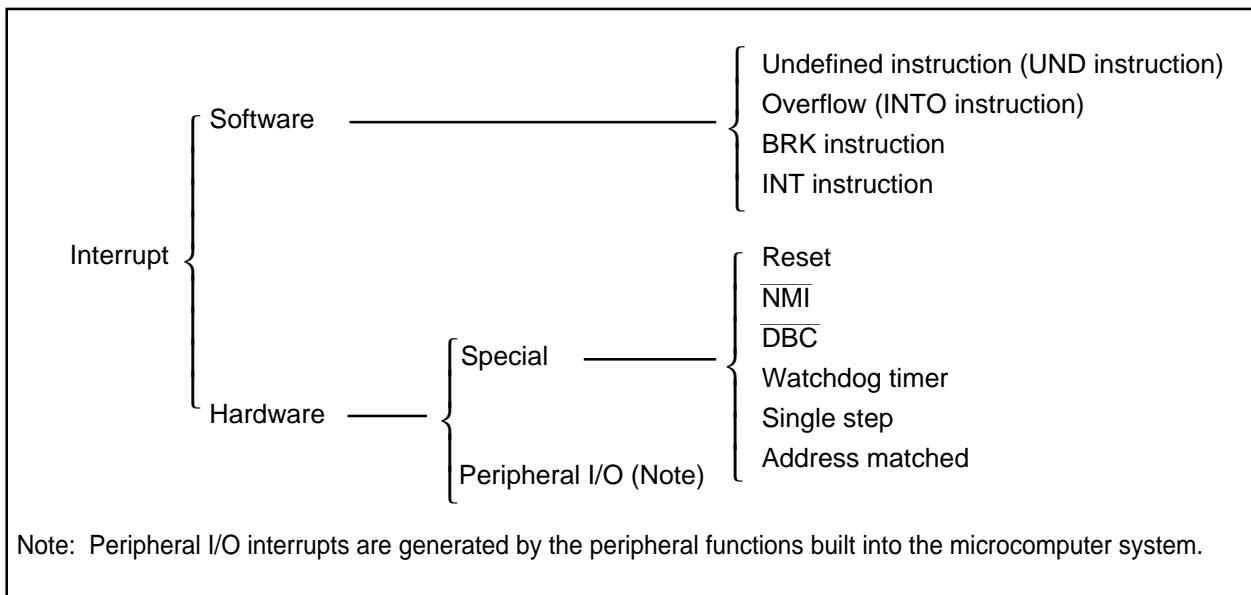 Undefined instruction (UND instruction)
Overflow (INTO instruction)
BRK instruction
INT instruction
Software
Interrupt
Reset
N̅M̅I̅
D̅B̅C̅
Watchdog timer
Single step
Address matched
Special
Hardware
Peripheral I/O (Note)
Note: Peripheral I/O interrupts are generated by the peripheral functions built into the microcomputer system.